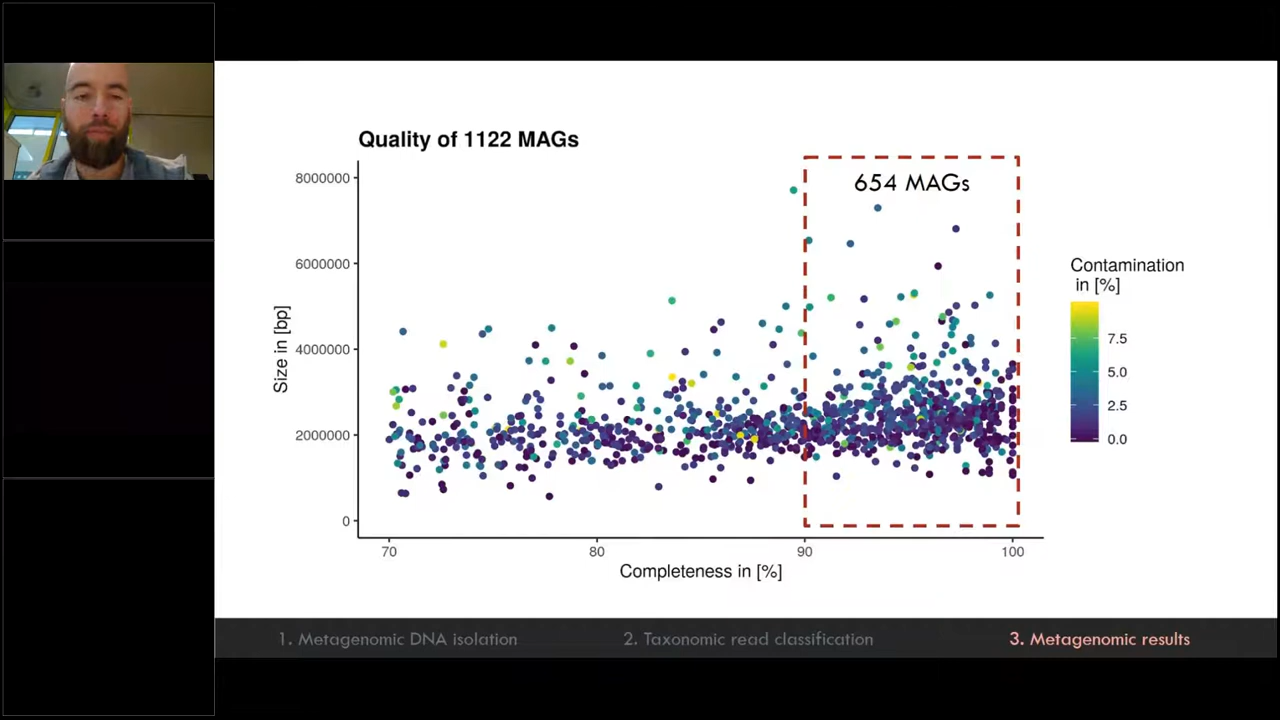 Quality of 1122 MAGs
654 MAGs
8000000
6000000
4000000
2000000
0
Size in [bp]
70
80
90
100
Completeness in [%]
Contamination
in [%]
7.5
5.0
2.5
0.0
1. Metagenomic DNA isolation
2. Taxonomic read classification
3. Metagenomic results